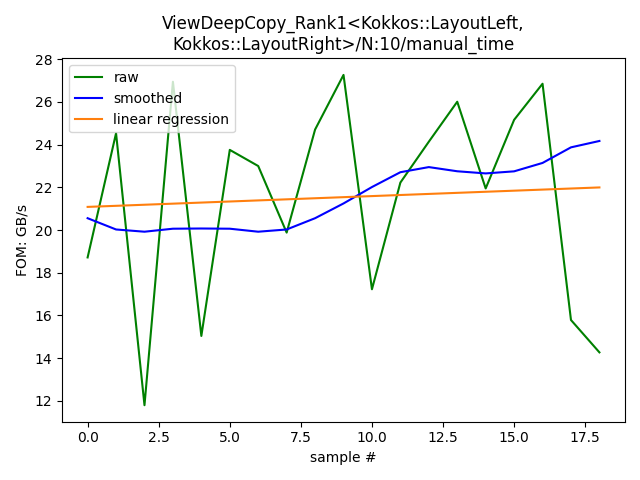 ViewDeepCopy_Rank1<Kokkos::LayoutLeft,
Kokkos::LayoutRight>/N:10/manual_time
raw
smoothed
linear regression
FOM: GB/s
28
26
24
22
20
18
16
14
12
0.0
2.5
5.0
7.5
10.0
12.5
15.0
17.5
sample #